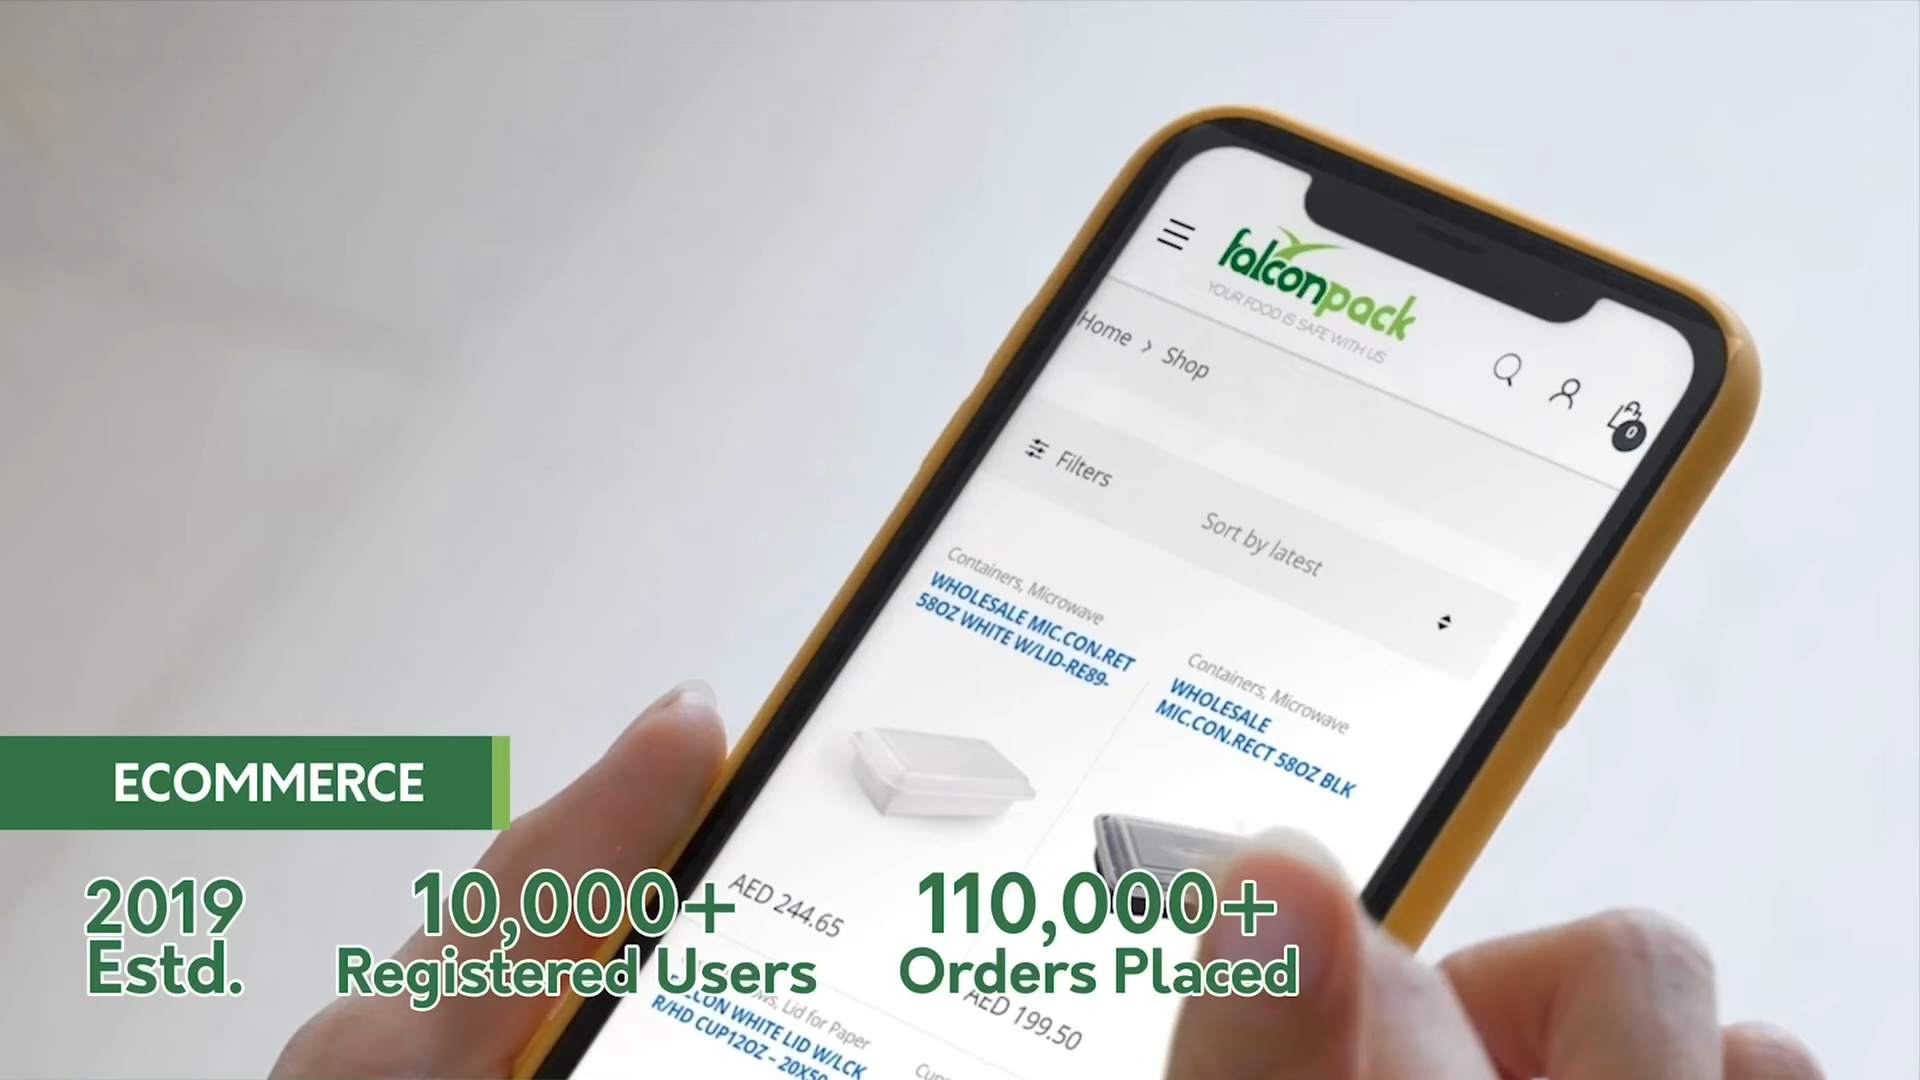 falconpack
YOUR FOOD IS SAFE WITH US
Home > Shop
0
Filters
Sort by latest
Containers, Microwave
WHOLESALE MIC.CON.RET
58OZ WHITE W/LID-RE89-
Containers, Microwave
WHOLESALE
MIC.CON.RECT 58OZ BLK
AED 244.65
AED 199.50
Lid for Paper
WHITE LID W/LCK
R/HD CUP12OZ – 20X50
ECOMMERCE
2019
Estd.
10,000+
Registered Users
110,000+
Orders Placed